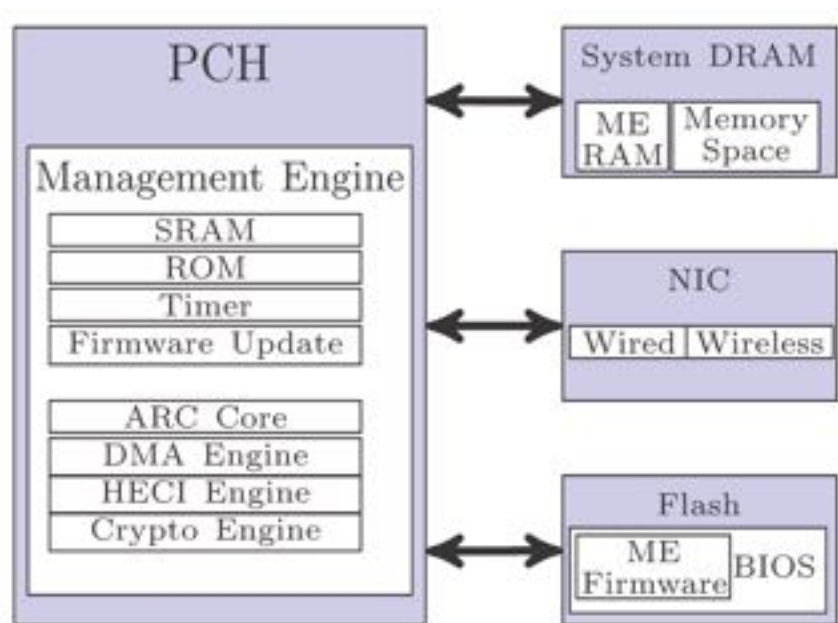 PCH
Management Engine
SRAM
ROM
Timer
Firmware Update
ARC Core
DMA Engine
HECI Engine
Crypto Engine
System DRAM
ME
RAM
Memory
Space
NIC
Wired
Wireless
Flash
ME
Firmware
BIOS